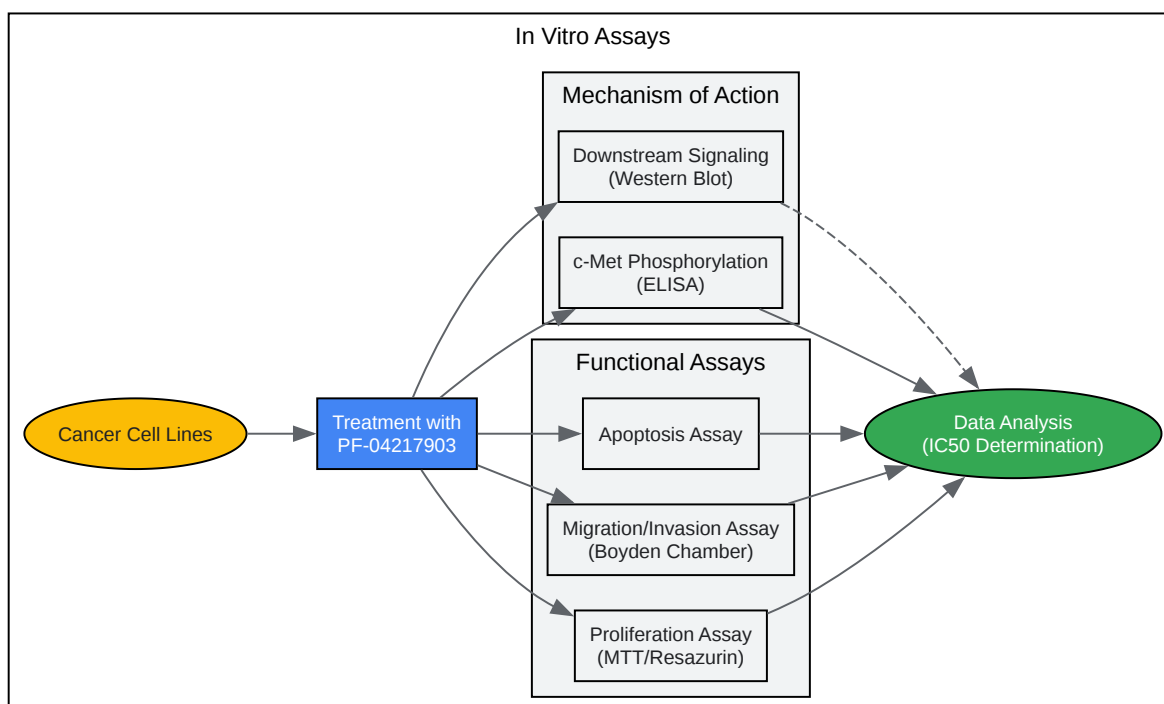 In Vitro Assays
Mechanism of Action
Downstream Signaling
(Western Blot)
c-Met Phosphorylation
(ELISA)
Functional Assays
Cancer Cell Lines
Treatment with
PF-04217903
Apoptosis Assay
Data Analysis
(IC50 Determination)
Migration/Invasion Assay
(Boyden Chamber)
Proliferation Assay
(MTT/Resazurin)